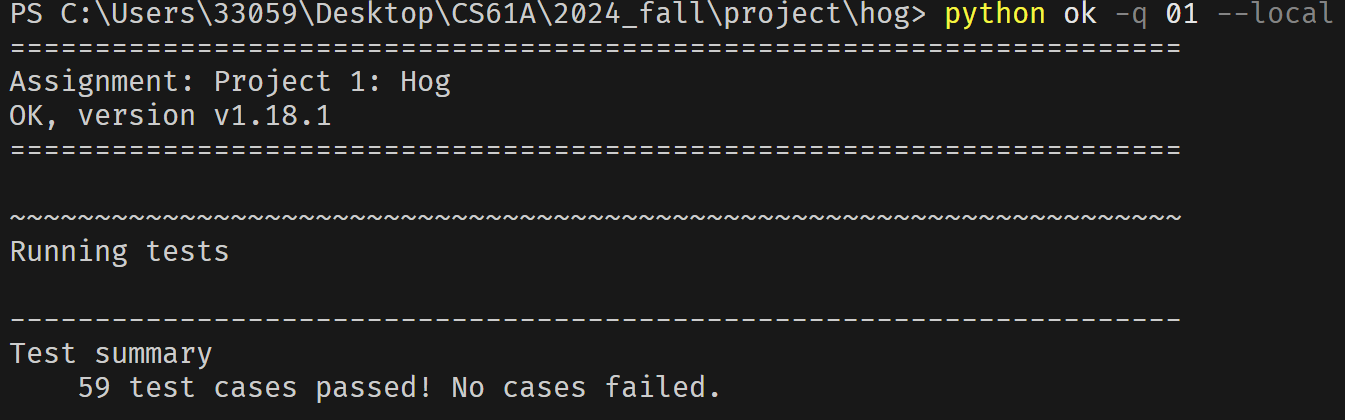 PS C:\Users\33059\Desktop\CS61A\2024_fall\project\hog> python ok -q 01 --local
=====================================================================
Assignment: Project 1: Hog
OK, version v1.18.1
=====================================================================
~~~~~~~~~~~~~~~~~~~~~~~~~~~~~~~~~~~~~~~~~~~~~~~~~~~~~~~~~~~~~~~~~~~~~
Running tests
---------------------------------------------------------------------
Test summary
    59 test cases passed! No cases failed.